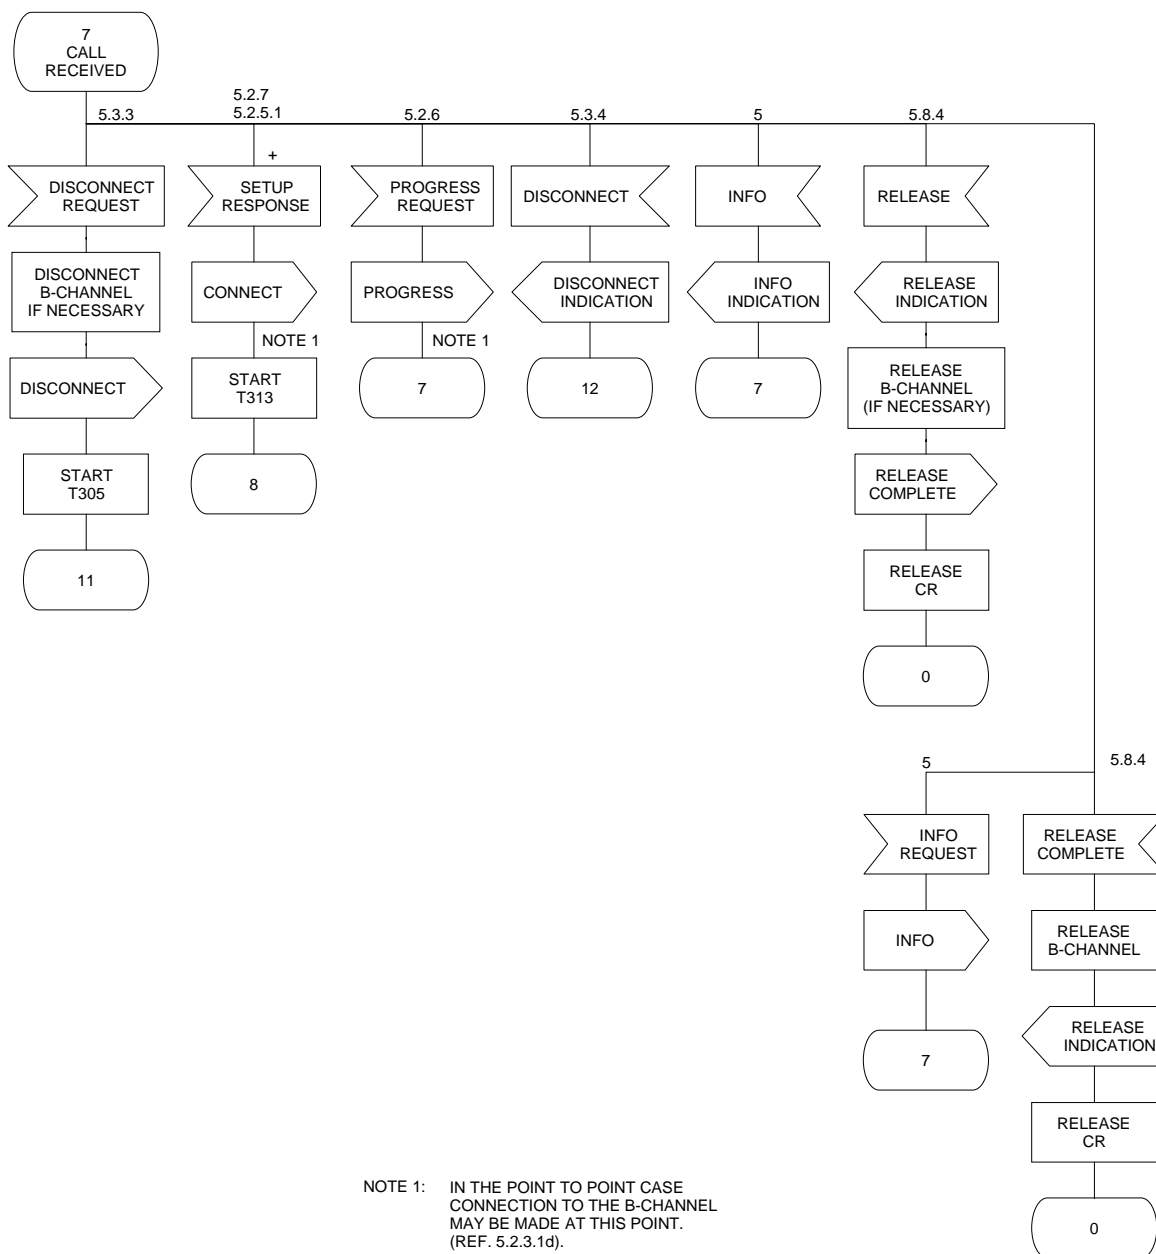 7
CALL
RECEIVED
5.3.3
5.2.7
5.2.5.1
5.2.6
5.3.4
5
5.8.4
+
DISCONNECT
REQUEST
SETUP
RESPONSE
PROGRESS
REQUEST
DISCONNECT
INFO
RELEASE
DISCONNECT
B-CHANNEL
IF NECESSARY
CONNECT
PROGRESS
DISCONNECT
INDICATION
INFO
INDICATION
RELEASE
INDICATION
NOTE 1
NOTE 1
DISCONNECT
START
T313
7
12
7
RELEASE
B-CHANNEL
(IF NECESSARY)
START
T305
8
RELEASE
COMPLETE
11
RELEASE
CR
0
5
5.8.4
INFO
REQUEST
RELEASE
COMPLETE
INFO
RELEASE
B-CHANNEL
7
RELEASE
INDICATION
RELEASE
CR
0
NOTE 1: IN THE POINT TO POINT CASE
CONNECTION TO THE B-CHANNEL
MAY BE MADE AT THIS POINT.
(REF. 5.2.3.1d).